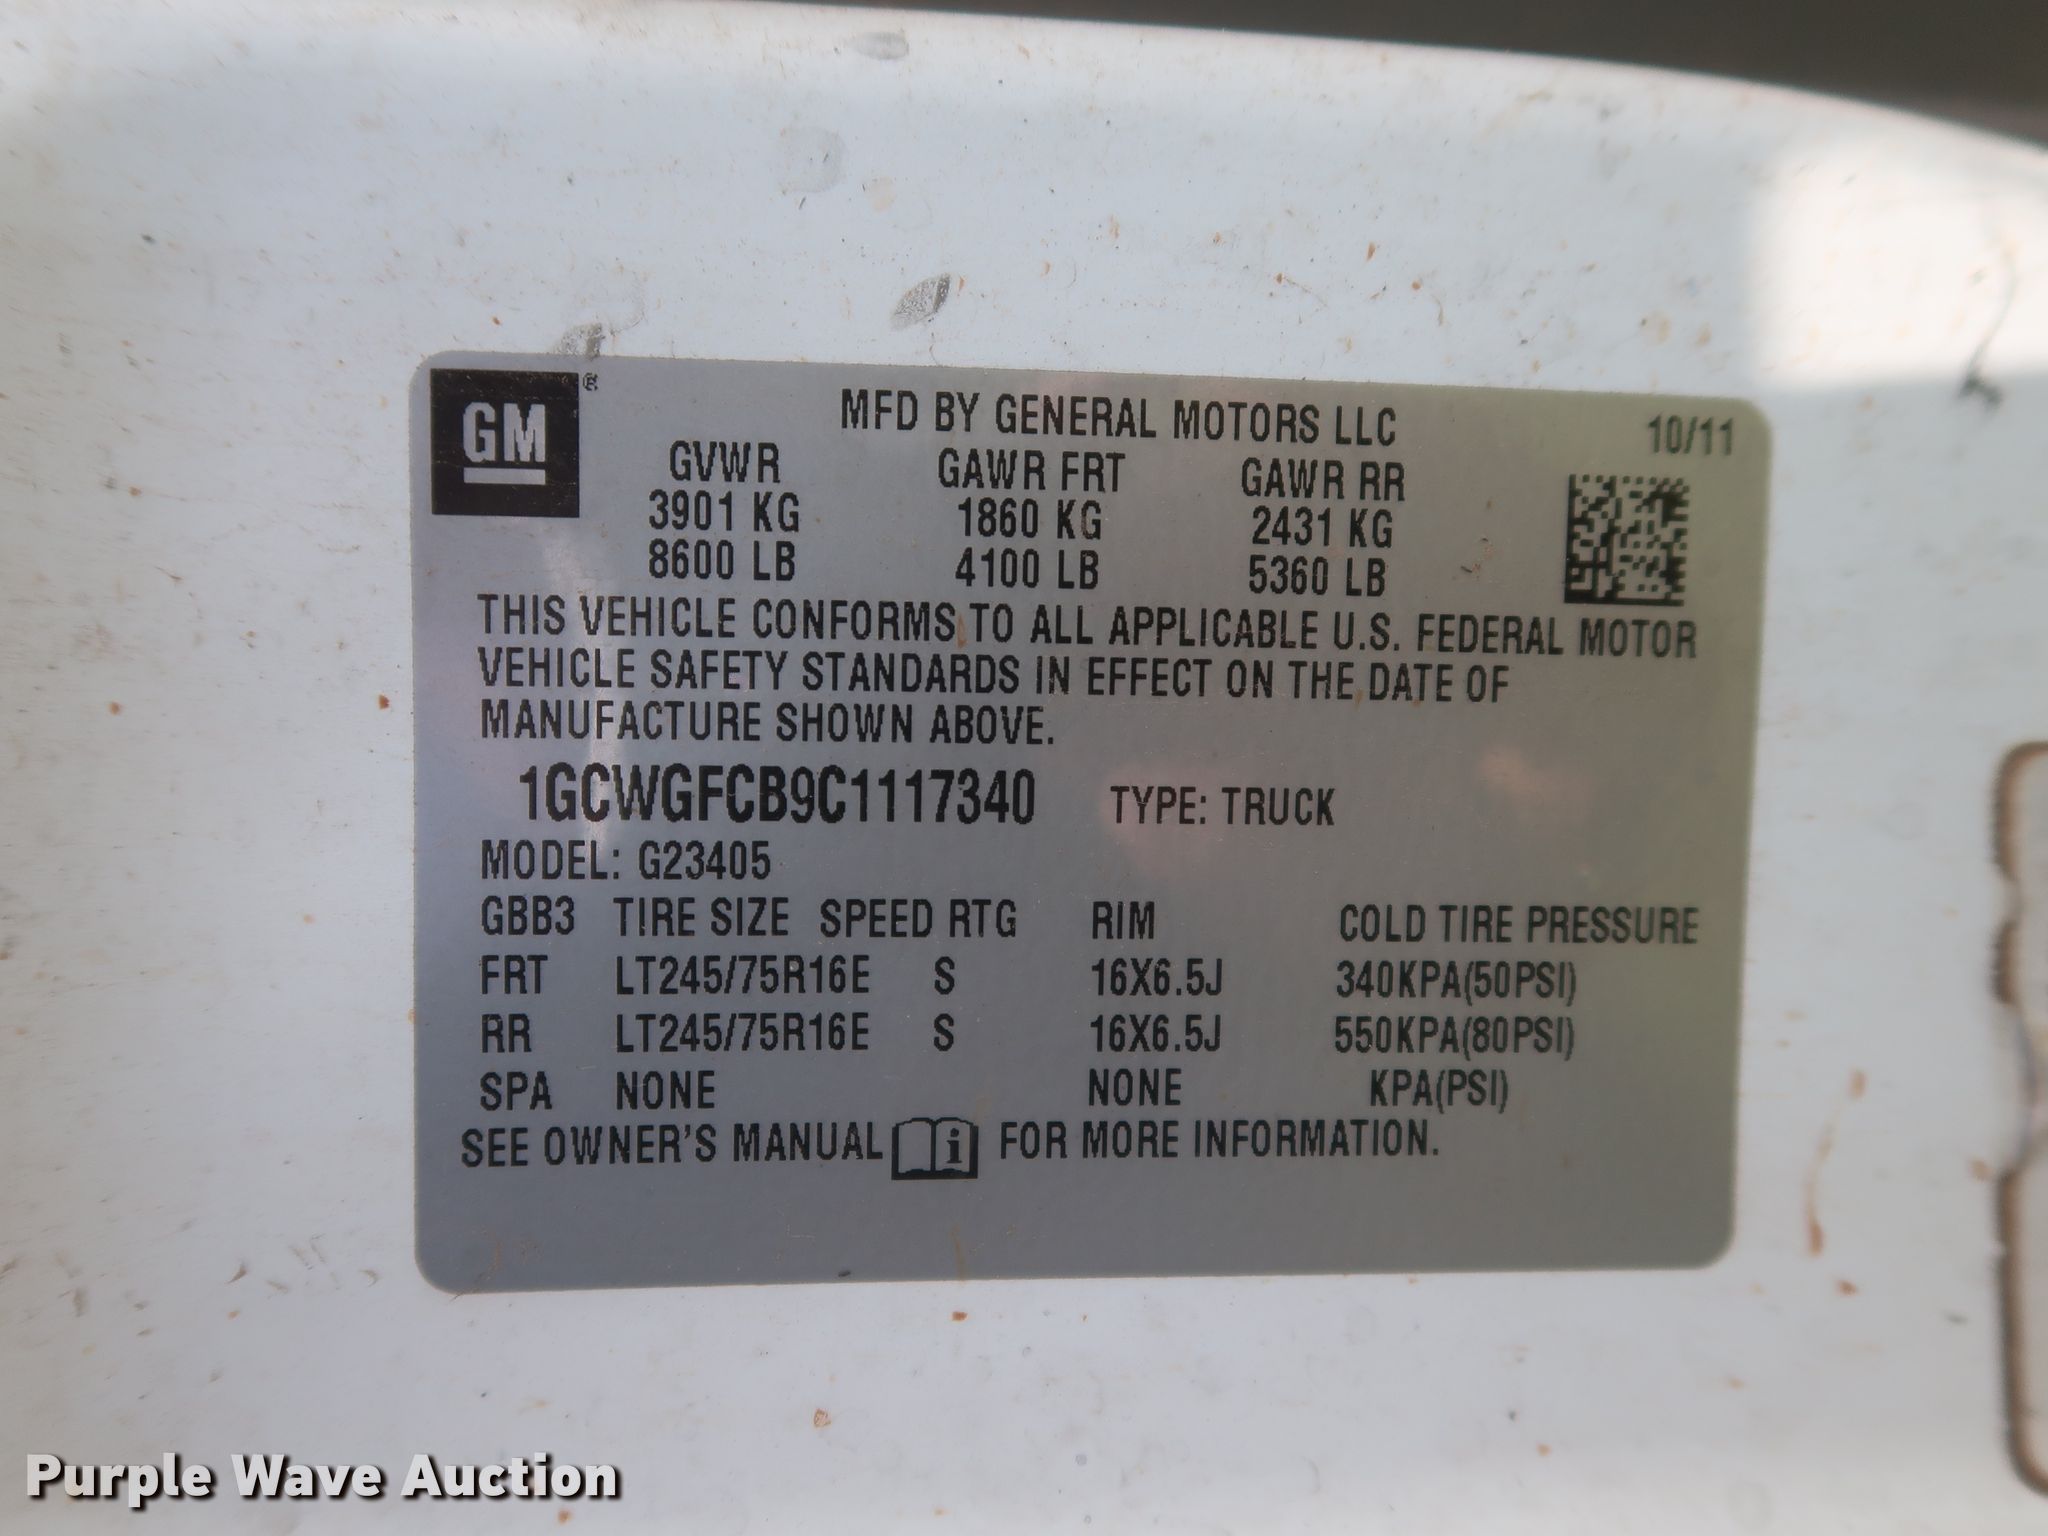 GM ®
MFD BY GENERAL MOTORS LLC 10/11
GVWR GAWR FRT GAWR RR
3901 KG 1860 KG 2431 KG
8600 LB 4100 LB 5360 LB
THIS VEHICLE CONFORMS TO ALL APPLICABLE U.S. FEDERAL MOTOR
VEHICLE SAFETY STANDARDS IN EFFECT ON THE DATE OF
MANUFACTURE SHOWN ABOVE.
1GCWGFCB9C1117340 TYPE: TRUCK
MODEL: G23405
GBB3 TIRE SIZE SPEED RTG RIM COLD TIRE PRESSURE
FRT LT245/75R16E S 16X6.5J 340KPA(50PSI)
RR LT245/75R16E S 16X6.5J 550KPA(80PSI)
SPA NONE NONE KPA(PSI)
SEE OWNER'S MANUAL i FOR MORE INFORMATION.
Purple Wave Auction